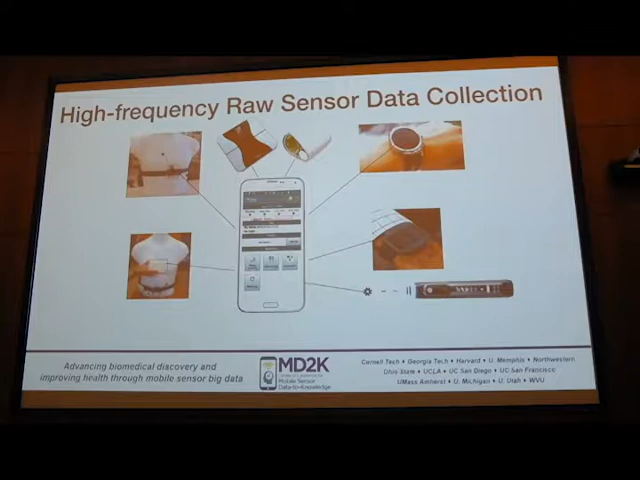 High-frequency Raw Sensor Data Collection
Advancing biomedical discovery and
improving health through mobile sensor big data
MD2K
Mobile Sensor
Data-to-Knowledge
Cornell Tech • Georgia Tech • Harvard • U. Memphis • Northwestern
Ohio State • UCLA • UC San Diego • UC San Francisco
UMass Amherst • U. Michigan • U. Utah • WVU